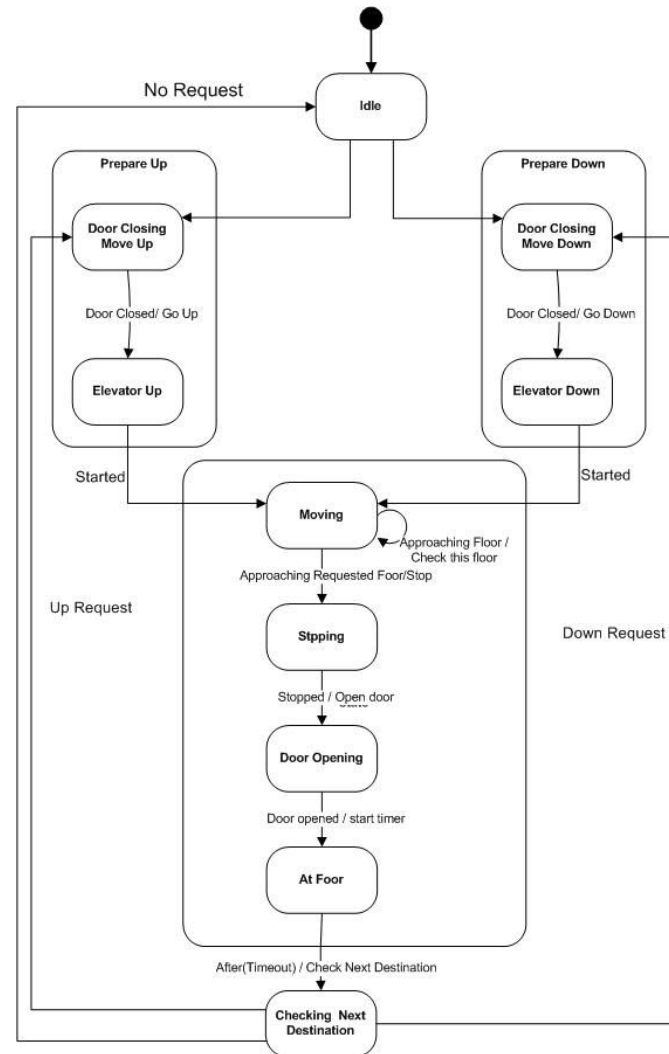 No Request
Idle
Prepare Up
Prepare Down
Door Closing
Move Up
Door Closing
Move Down
Door Closed/ Go Up
Door Closed/ Go Down
Elevator Up
Elevator Down
Started
Started
Moving
Approaching Floor /
Check this floor
Approaching Requested Foor/Stop
Up Request
Stpping
Down Request
Stopped / Open door
Door Opening
Door opened / start timer
At Foor
After(Timeout) / Check Next Destination
Checking Next
Destination